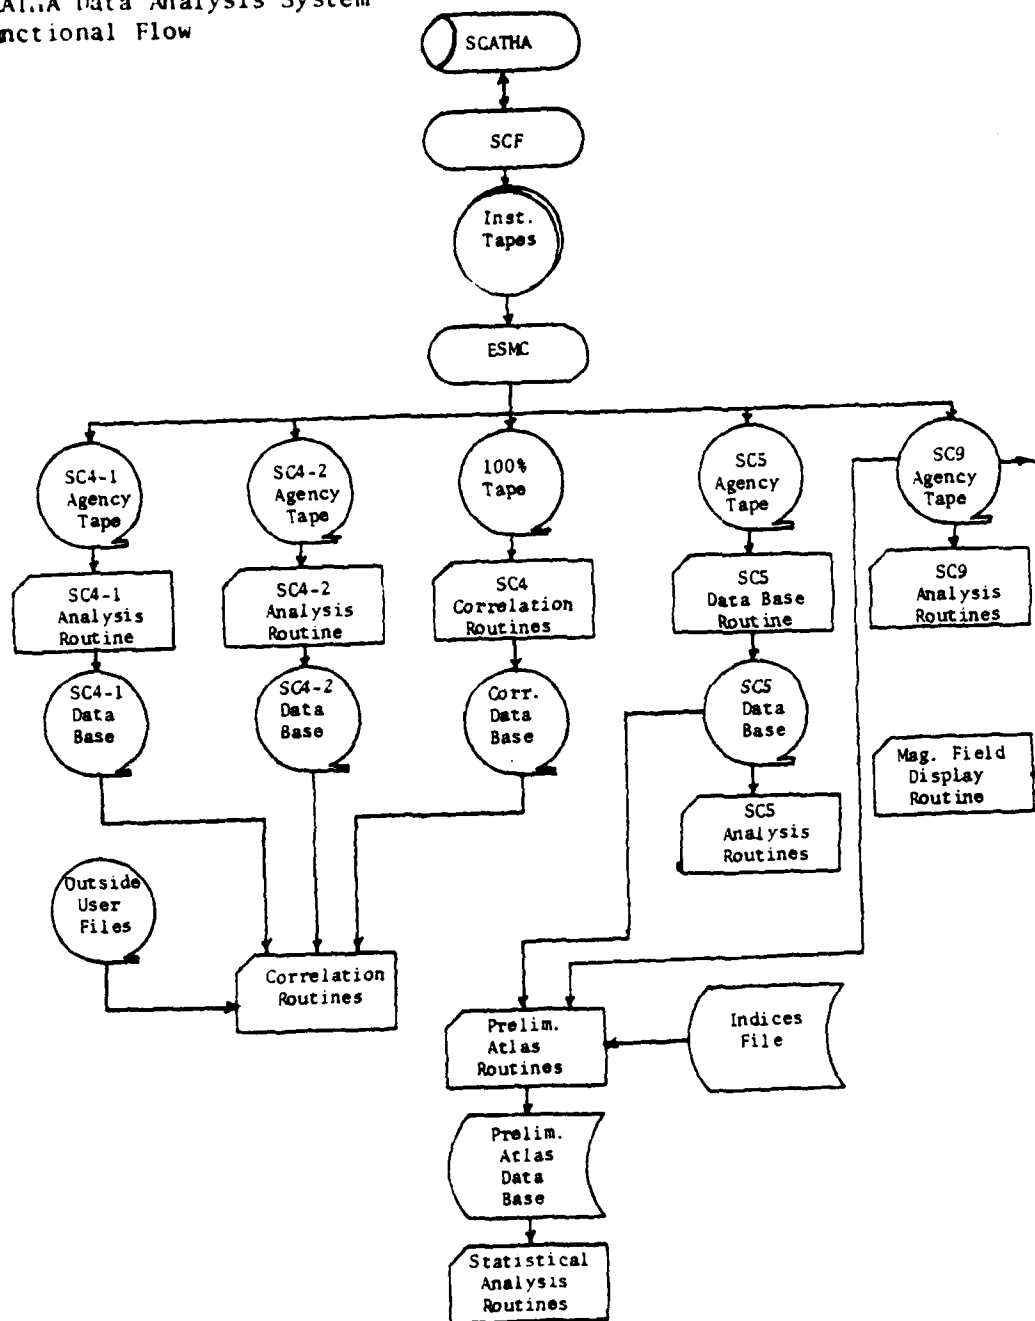 Data Analysis System
nctional Flow
SCATHA
SCF
Inst.
Tapes
ESMC
SC4-1
Agency
Tape
SC4-2
Agency
Tape
100%
Tape
SC5
Agency
Tape
SC9
Agency
Tape
SC4-1
Analysis
Routine
SC4-2
Analysis
Routine
SC4
Correlation
Routines
SC5
Data Base
Routine
SC9
Analysis
Routines
SC4-1
Data
Base
SC4-2
Data
Base
Corr.
Data
Base
SC5
Data
Base
Mag. Field
Display
Routine
SC5
Analysis
Routines
Outside
User
Files
Correlation
Routines
Prelim.
Atlas
Routines
Indices
File
Prelim.
Atlas
Data
Base
Statistical
Analysis
Routines